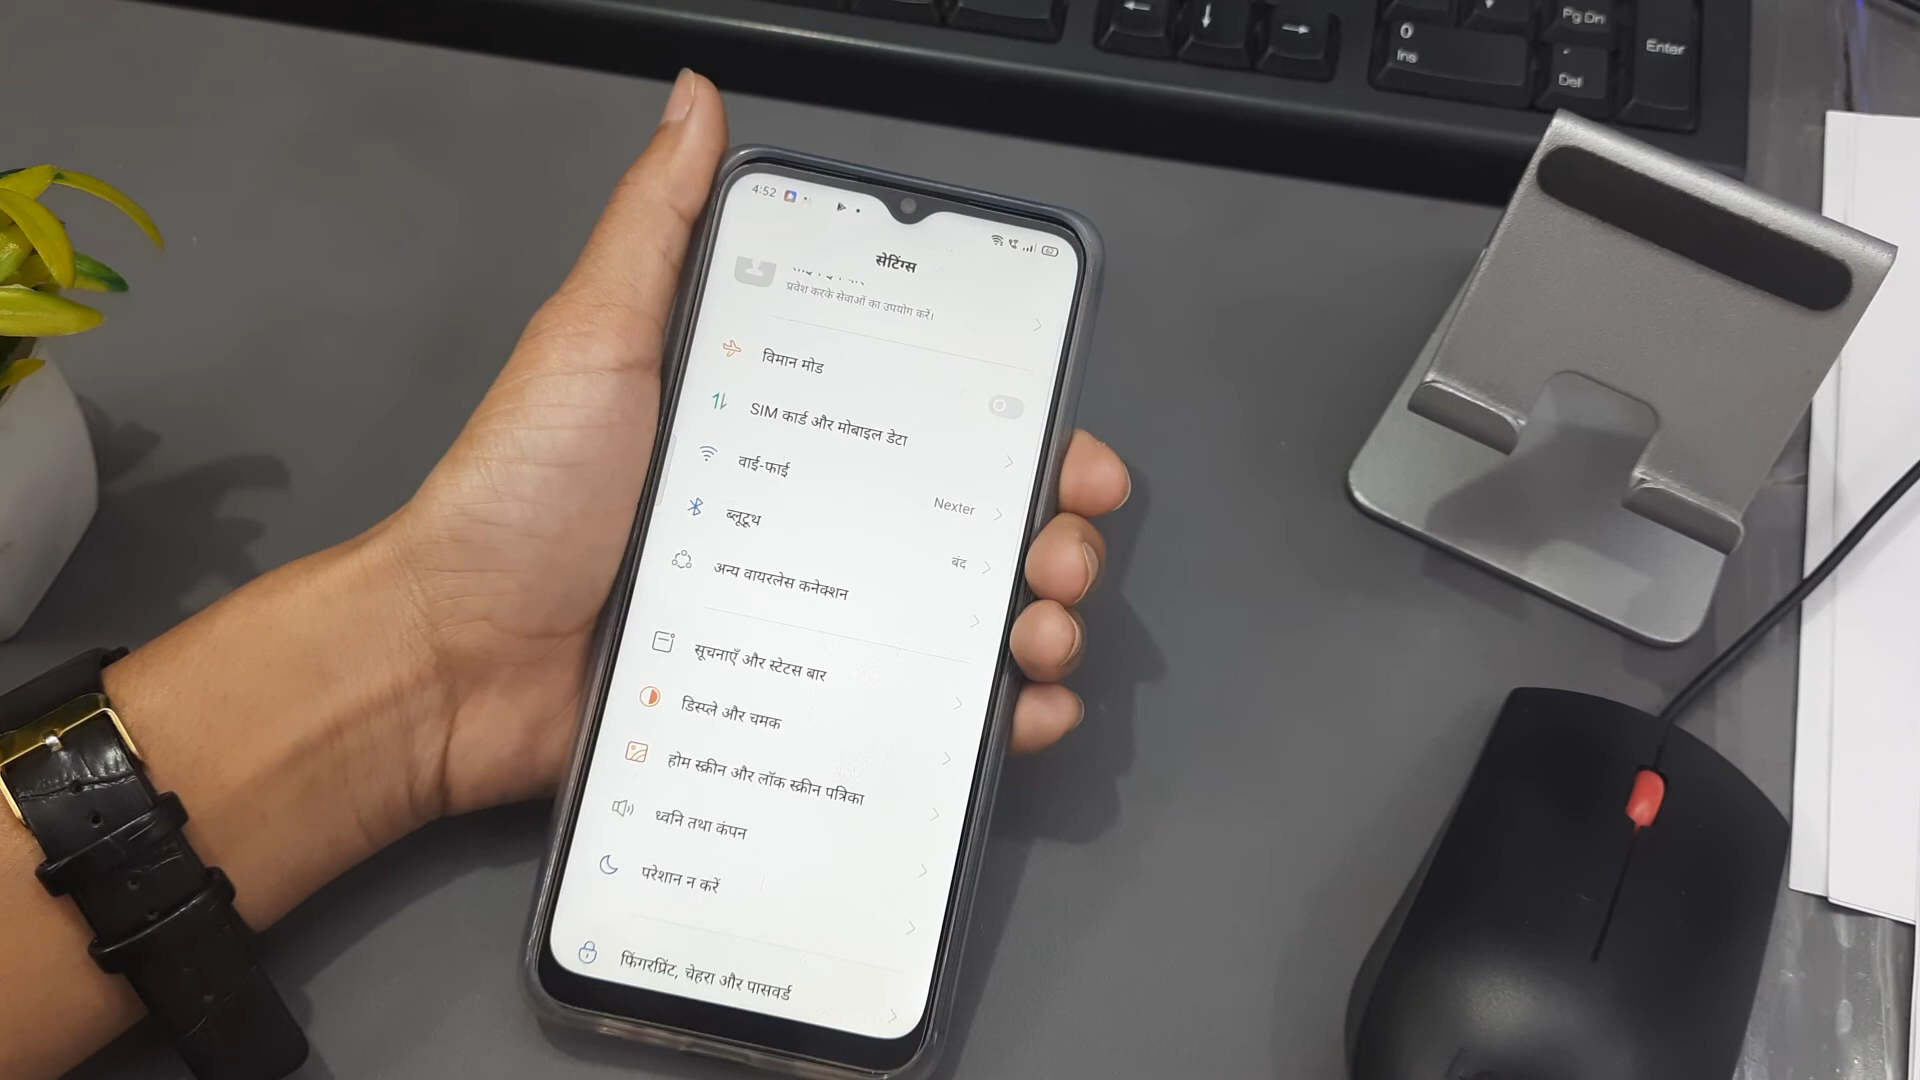 Pg Dn
0
Ins
Del
Enter
4:52
62
सेटिंग्स
प्रवेश करके सेवाओं का उपयोग करें।
विमान मोड
SIM कार्ड और मोबाइल डेटा
वाई-फाई
Nexter
ब्लूटूथ
बंद
अन्य वायरलेस कनेक्शन
सूचनाएँ और स्टेटस बार
डिस्प्ले और चमक
होम स्क्रीन और लॉक स्क्रीन पत्रिका
ध्वनि तथा कंपन
परेशान न करें
फिंगरप्रिंट, चेहरा और पासवर्ड